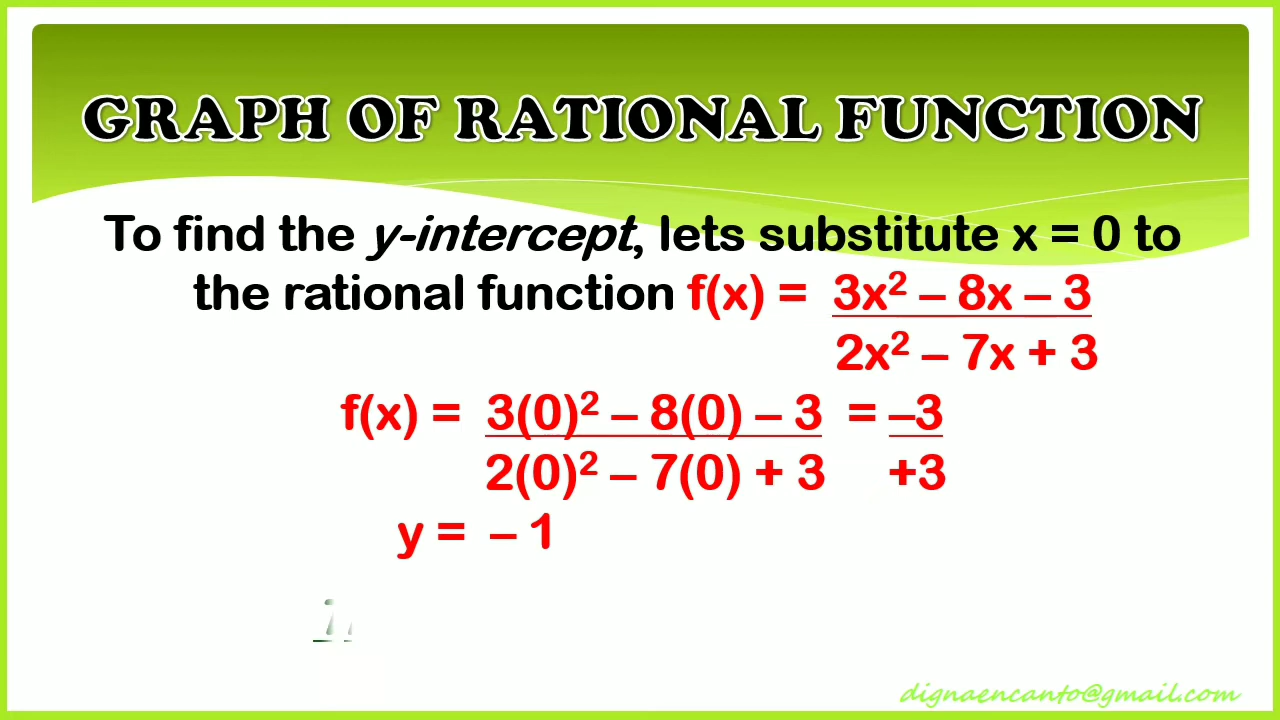 GRAPH OF RATIONAL FUNCTION
To find the y-intercept, lets substitute x = 0 to
the rational function f(x) = 3x² – 8x – 3
2x² – 7x + 3
f(x) = 3(0)² – 8(0) – 3 = –3
2(0)² – 7(0) + 3 +3
y = – 1
dignaencanto@gmail.com